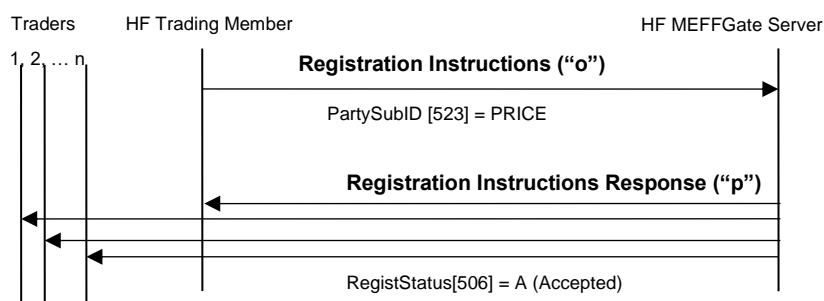 Traders HF Trading Member HF MEFFGate Server
1, 2, … n
Registration Instructions (“o”)
PartySubID [523] = PRICE
Registration Instructions Response (“p”)
RegistStatus[506] = A (Accepted)